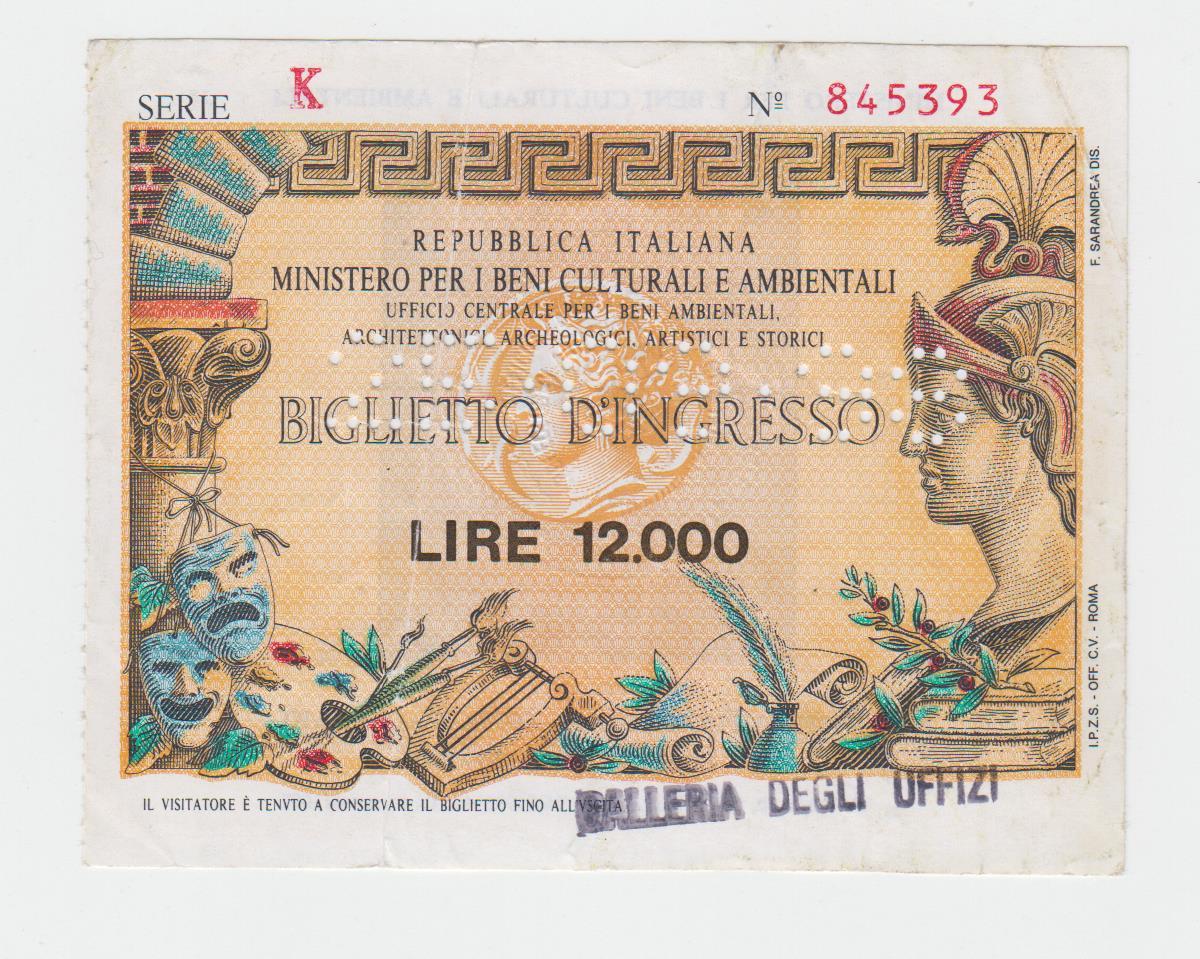 SERIE K Nº 845393
REPUBBLICA ITALIANA
MINISTERO PER I BENI CULTURALI E AMBIENTALI
UFFICIO CENTRALE PER I BENI AMBIENTALI,
ARCHITETTONICI, ARCHEOLOGICI, ARTISTICI E STORICI
BIGLIETTO D'INGRESSO
LIRE 12.000
IL VISITATORE È TENVTO A CONSERVARE IL BIGLIETTO FINO ALL'VSCITA
GALLERIA DEGLI UFFIZI
F. SARANDREA DIS.
I.P.Z.S. - OFF. C.V. - ROMA